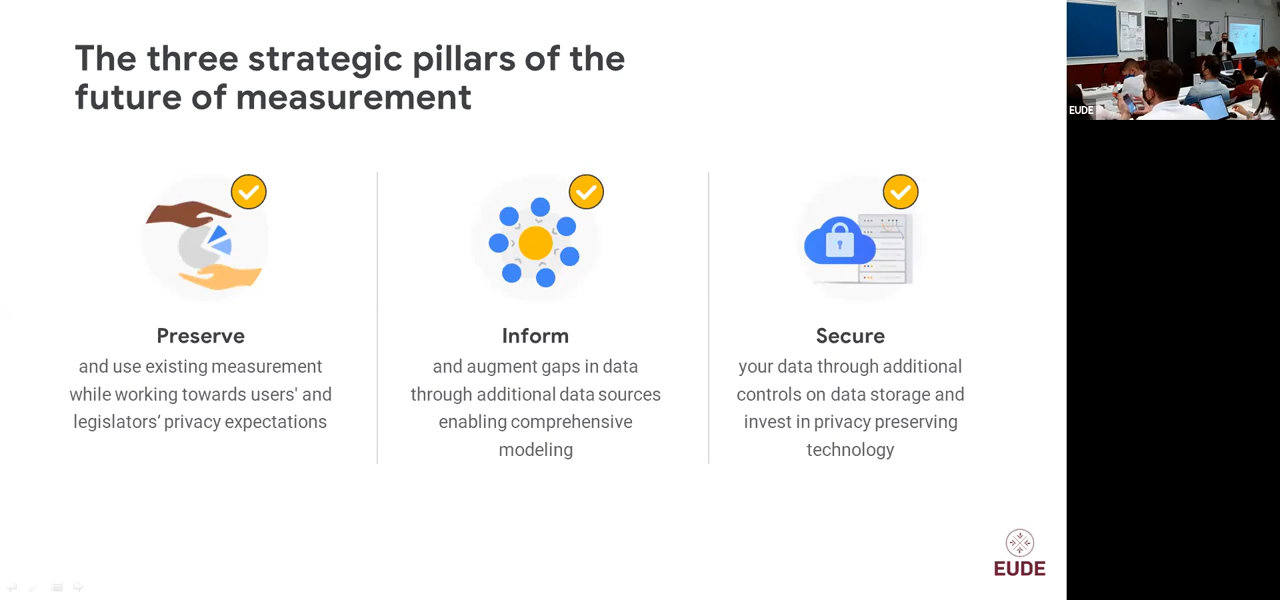 The three strategic pillars of the
future of measurement
Preserve
and use existing measurement
while working towards users' and
legislators’ privacy expectations
Inform
and augment gaps in data
through additional data sources
enabling comprehensive
modeling
Secure
your data through additional
controls on data storage and
invest in privacy preserving
technology
EUDE
EUDE